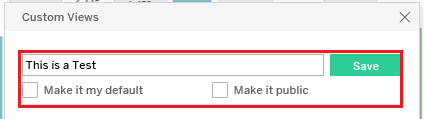 Custom Views
This is a Test
Save
Make it my default
Make it public